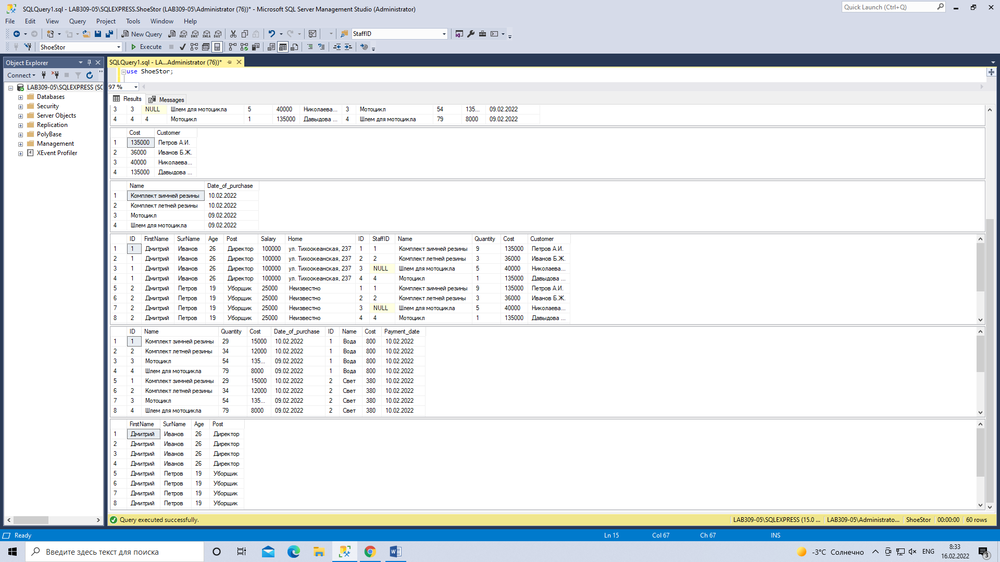 SQLQuery1.sql - LAB309-05\SQLEXPRESS.ShoeStor (LAB309-05\Administrator (76))* - Microsoft SQL Server Management Studio (Administrator)
Quick Launch (Ctrl+Q)
File Edit View Query Project Tools Window Help
New Query MDX DMX XMLA DAX StaffID
ShoeStor Execute
Object Explorer
Connect
LAB309-05\SQLEXPRESS (SC
Databases
Security
Server Objects
Replication
PolyBase
Management
XEvent Profiler
SQLQuery1.sql - LA...Administrator (76))*
use ShoeStor;
97 %
Results Messages
3 3 NULL Шлем для мотоцикла 5 40000 Николаева... 3 Мотоцикл 54 135... 09.02.2022
4 4 4 Мотоцикл 1 135000 Давыдова ... 4 Шлем для мотоцикла 79 8000 09.02.2022
Cost Customer
1 135000 Петров А.И.
2 36000 Иванов Б.Ж.
3 40000 Николаева...
4 135000 Давыдова ...
Name Date_of_purchase
1 Комплект зимней резины 10.02.2022
2 Комплект летней резины 10.02.2022
3 Мотоцикл 09.02.2022
4 Шлем для мотоцикла 09.02.2022
ID FirstName SurName Age Post Salary Home ID StaffID Name Quantity Cost Customer
1 1 Дмитрий Иванов 26 Директор 100000 ул. Тихоокеанская, 237 1 1 Комплект зимней резины 9 135000 Петров А.И.
2 1 Дмитрий Иванов 26 Директор 100000 ул. Тихоокеанская, 237 2 2 Комплект летней резины 3 36000 Иванов Б.Ж.
3 1 Дмитрий Иванов 26 Директор 100000 ул. Тихоокеанская, 237 3 NULL Шлем для мотоцикла 5 40000 Николаева...
4 1 Дмитрий Иванов 26 Директор 100000 ул. Тихоокеанская, 237 4 4 Мотоцикл 1 135000 Давыдова ...
5 2 Дмитрий Петров 19 Уборщик 25000 Неизвестно 1 1 Комплект зимней резины 9 135000 Петров А.И.
6 2 Дмитрий Петров 19 Уборщик 25000 Неизвестно 2 2 Комплект летней резины 3 36000 Иванов Б.Ж.
7 2 Дмитрий Петров 19 Уборщик 25000 Неизвестно 3 NULL Шлем для мотоцикла 5 40000 Николаева...
8 2 Дмитрий Петров 19 Уборщик 25000 Неизвестно 4 4 Мотоцикл 1 135000 Давыдова ...
ID Name Quantity Cost Date_of_purchase ID Name Cost Payment_date
1 1 Комплект зимней резины 29 15000 10.02.2022 1 Вода 800 10.02.2022
2 2 Комплект летней резины 34 12000 10.02.2022 1 Вода 800 10.02.2022
3 3 Мотоцикл 54 135... 09.02.2022 1 Вода 800 10.02.2022
4 4 Шлем для мотоцикла 79 8000 09.02.2022 1 Вода 800 10.02.2022
5 1 Комплект зимней резины 29 15000 10.02.2022 2 Свет 380 10.02.2022
6 2 Комплект летней резины 34 12000 10.02.2022 2 Свет 380 10.02.2022
7 3 Мотоцикл 54 135... 09.02.2022 2 Свет 380 10.02.2022
8 4 Шлем для мотоцикла 79 8000 09.02.2022 2 Свет 380 10.02.2022
FirstName SurName Age Post
1 Дмитрий Иванов 26 Директор
2 Дмитрий Иванов 26 Директор
3 Дмитрий Иванов 26 Директор
4 Дмитрий Иванов 26 Директор
5 Дмитрий Петров 19 Уборщик
6 Дмитрий Петров 19 Уборщик
7 Дмитрий Петров 19 Уборщик
8 Дмитрий Петров 19 Уборщик
Query executed successfully. LAB309-05\SQLEXPRESS (15.0 ... LAB309-05\Administrato... ShoeStor 00:00:00 60 rows
Ready Ln 15 Col 67 Ch 67 INS
Введите здесь текст для поиска
-3°C Солнечно ENG
8:33
16.02.2022
3